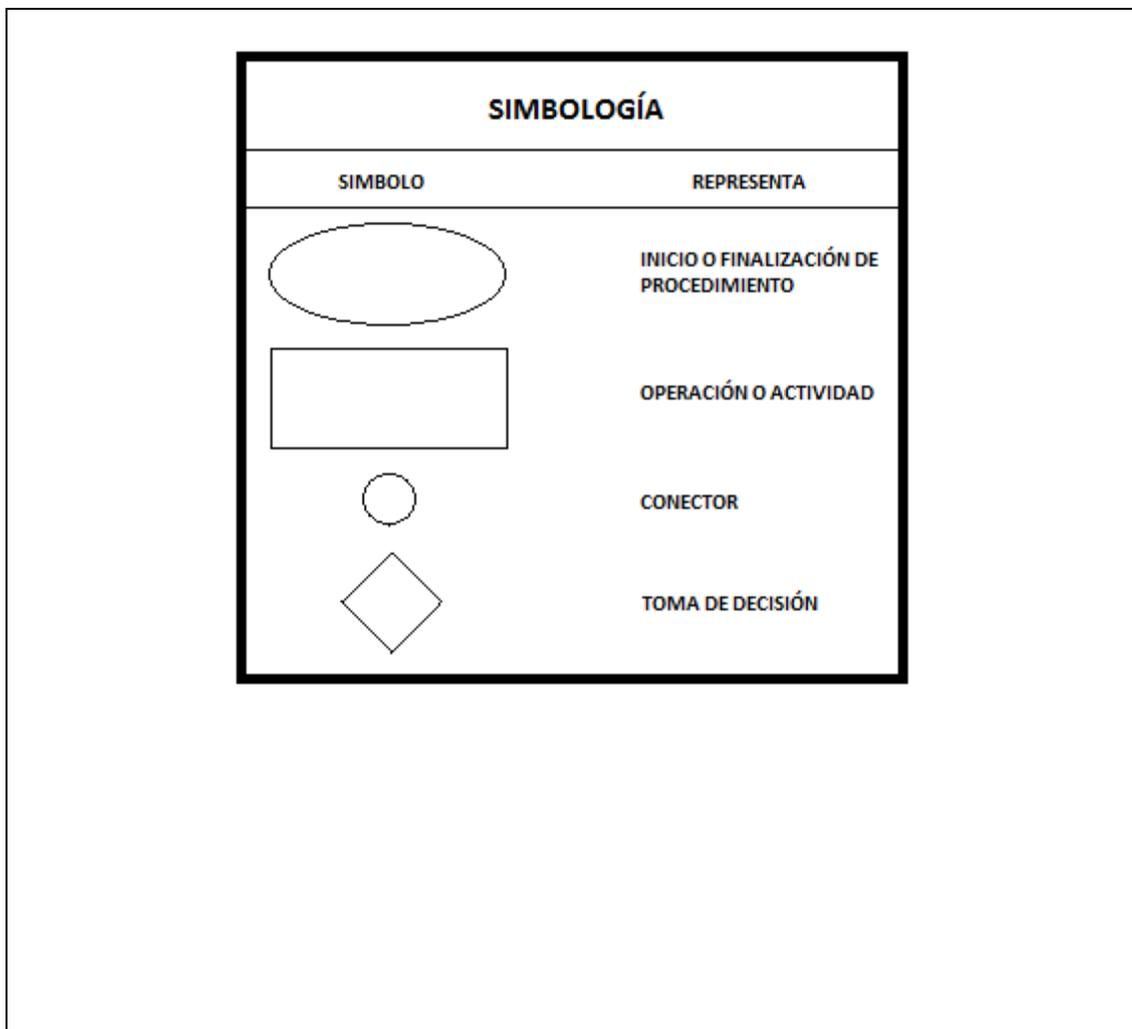 SIMBOLOGÍA
SIMBOLO REPRESENTA
INICIO O FINALIZACIÓN DE
PROCEDIMIENTO
OPERACIÓN O ACTIVIDAD
CONECTOR
TOMA DE DECISIÓN